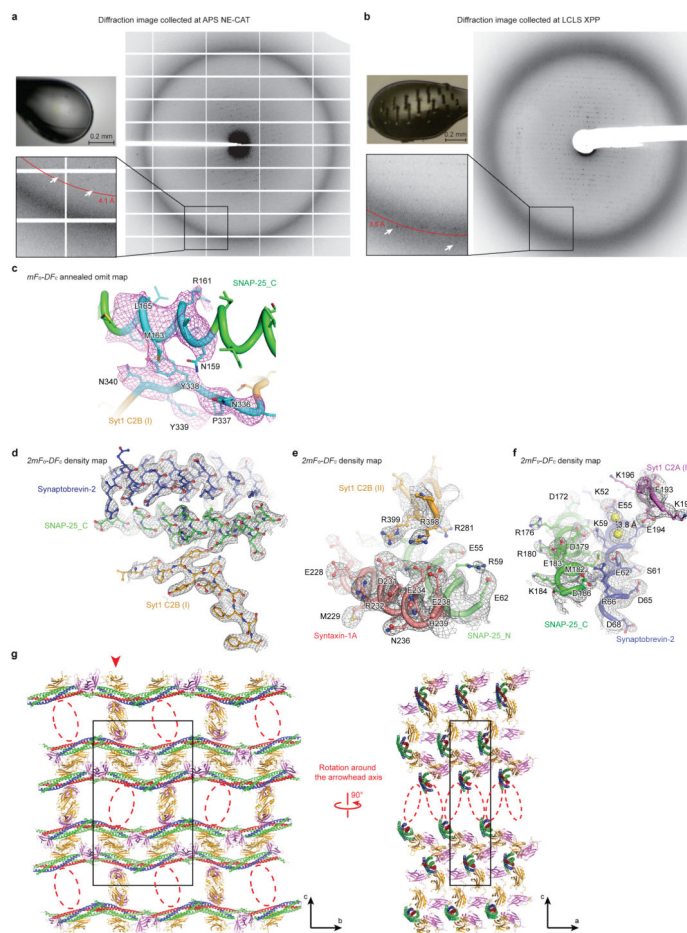 a
Diffraction image collected at APS NE-CAT
0.2 mm
4.1 Å
b
Diffraction image collected at LCLS XPP
0.2 mm
c
mFo-DFc annealed omit map
R161
SNAP-25_C
L165
M163
N159
N340
Y338
N336
Syt1 C2B (I)
P337
Y339
d
2mFo-DFc density map
Synaptobrevin-2
SNAP-25_C
Syt1 C2B (I)
e
2mFo-DFc density map
Syt1 C2B (II)
R399
R398
R281
E55
R59
E228
D231
E234
E62
M229
R232
E238
H239
N236
Syntaxin-1A
SNAP-25_N
f
2mFo-DFc density map
K196
D172
K52
E193
R176
E55
K59
3.8 Å
E194
R180
D179
E183
M182
E62
S61
K184
D186
R66
D65
D68
SNAP-25_C
Synaptobrevin-2
g
Rotation around
the arrowhead axis
90°
c
b
c
a